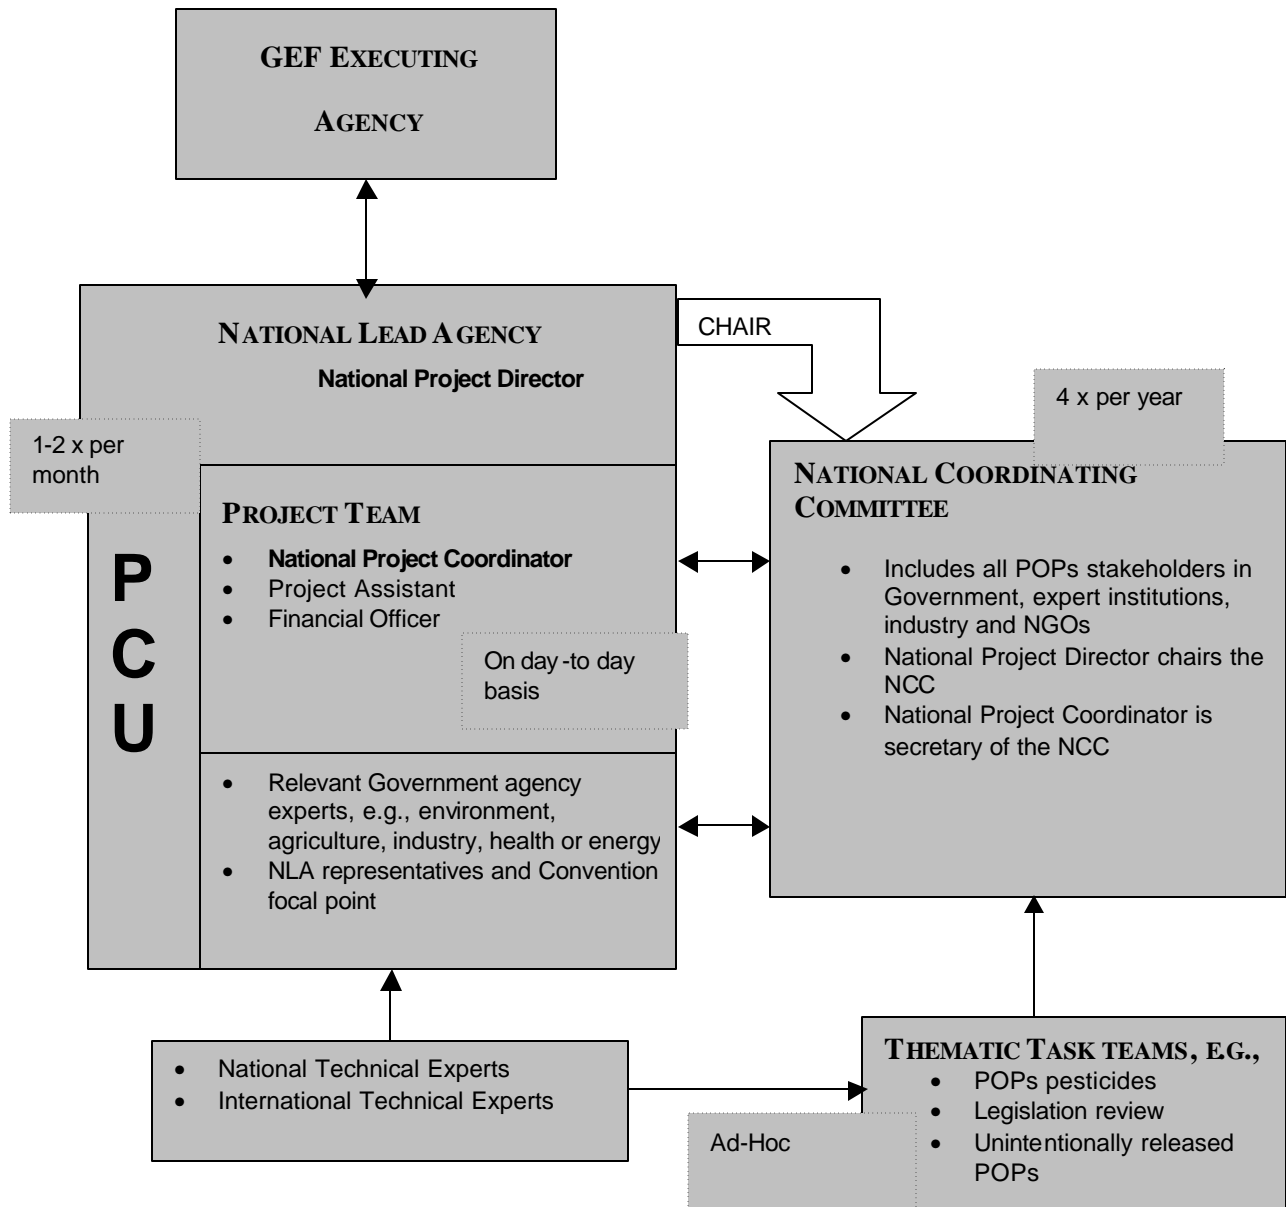 GEF EXECUTING
AGENCY
NATIONAL LEAD AGENCY
National Project Director
CHAIR
4 x per year
1-2 x per
month
P
C
U
PROJECT TEAM
• National Project Coordinator
• Project Assistant
• Financial Officer
On day-to day
basis
NATIONAL COORDINATING
COMMITTEE
• Includes all POPs stakeholders in
Government, expert institutions,
industry and NGOs
• National Project Director chairs the
NCC
• National Project Coordinator is
secretary of the NCC
• Relevant Government agency
experts, e.g., environment,
agriculture, industry, health or energy
• NLA representatives and Convention
focal point
• National Technical Experts
• International Technical Experts
THEMATIC TASK TEAMS, E.G.,
• POPs pesticides
• Legislation review
• Unintentionally released
POPs
Ad-Hoc